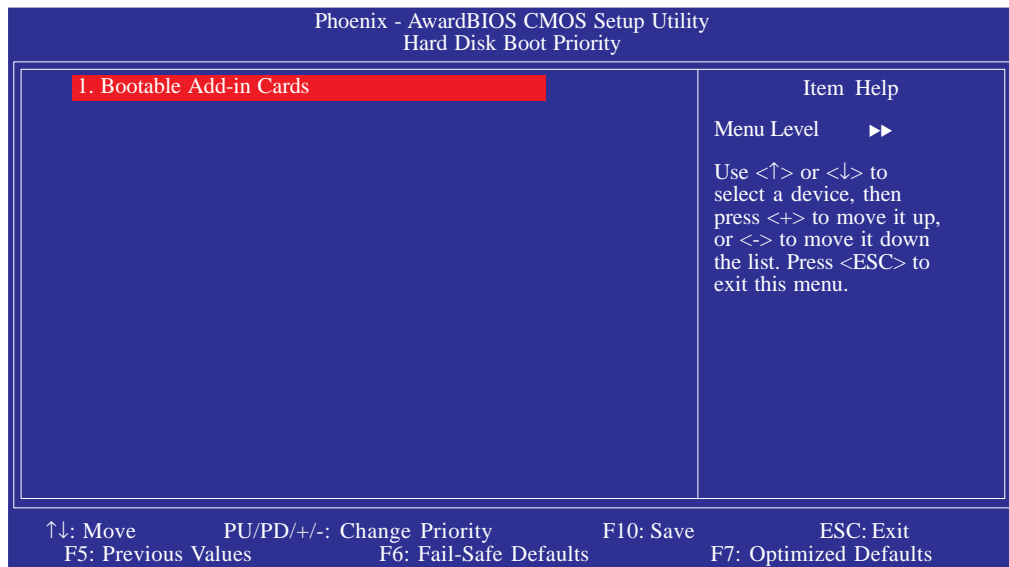 Phoenix - AwardBIOS CMOS Setup Utility
Hard Disk Boot Priority
1. Bootable Add-in Cards
Item Help
Menu Level ▶▶
Use <↑> or <↓> to
select a device, then
press <+> to move it up,
or <-> to move it down
the list. Press <ESC> to
exit this menu.
↑↓: Move PU/PD/+/-: Change Priority F10: Save ESC: Exit
F5: Previous Values F6: Fail-Safe Defaults F7: Optimized Defaults